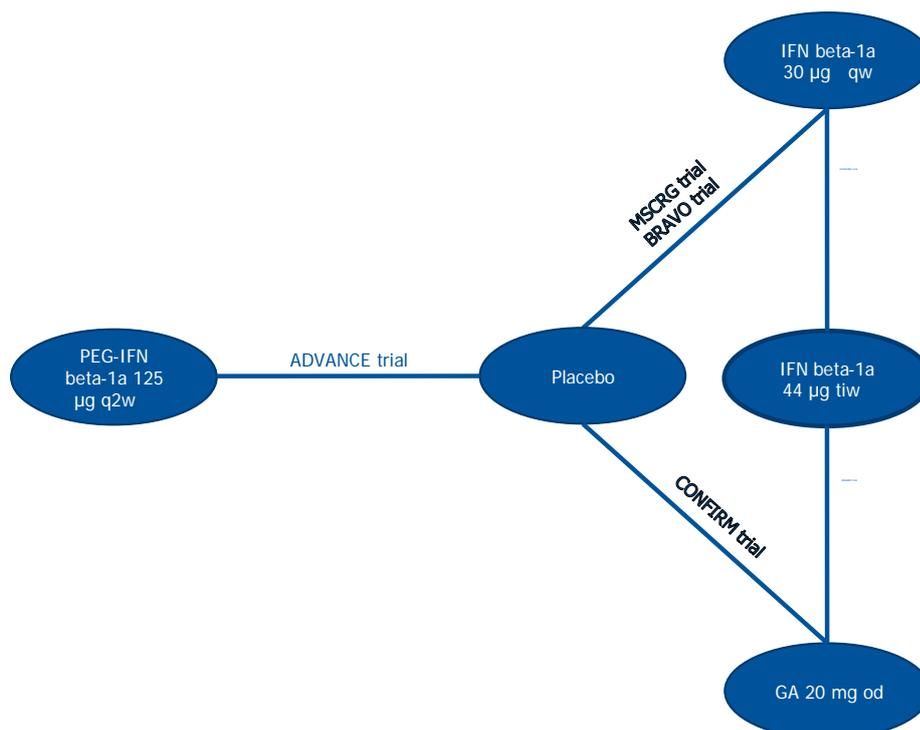 IFN beta-1a
30 µg qw
MSCRG trial
BRAVO trial
PEG-IFN
beta-1a 125
µg q2w
ADVANCE trial
Placebo
IFN beta-1a
44 µg tiw
CONFIRM trial
GA 20 mg od